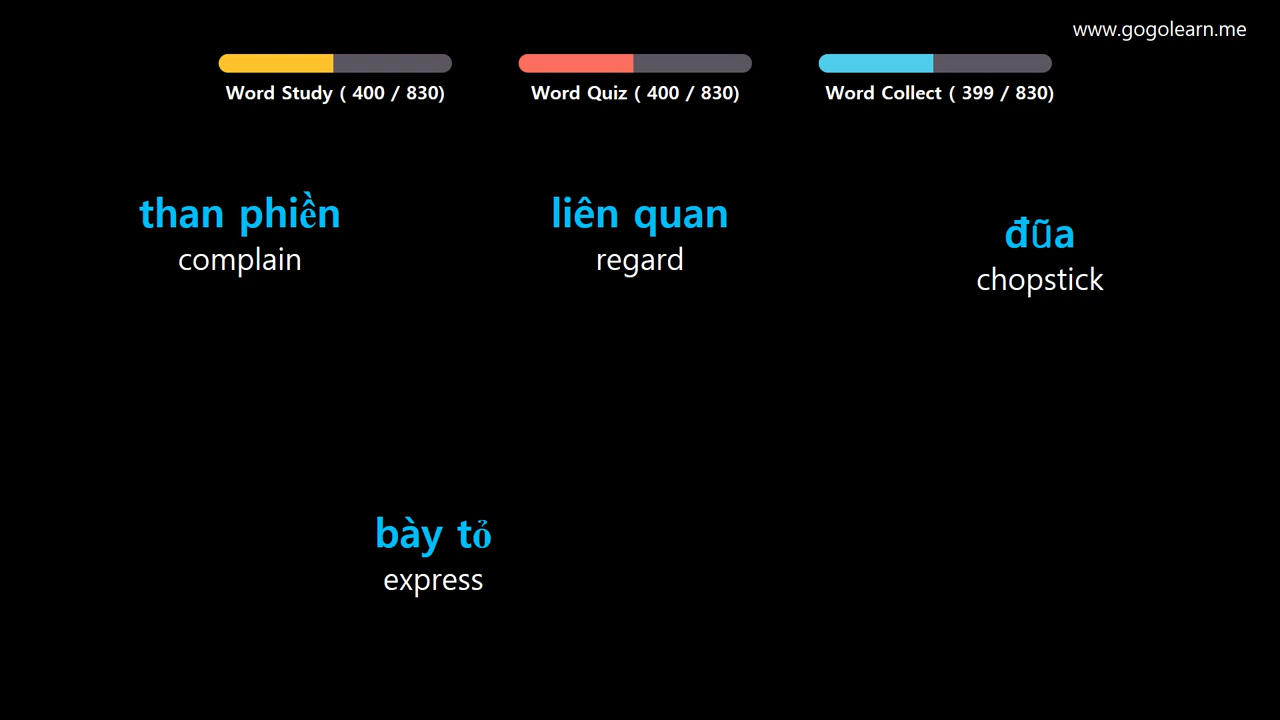 www.gogolearn.me
Word Study ( 400 / 830)
Word Quiz ( 400 / 830)
Word Collect ( 399 / 830)
than phiền
complain
liên quan
regard
đũa
chopstick
bày tỏ
express